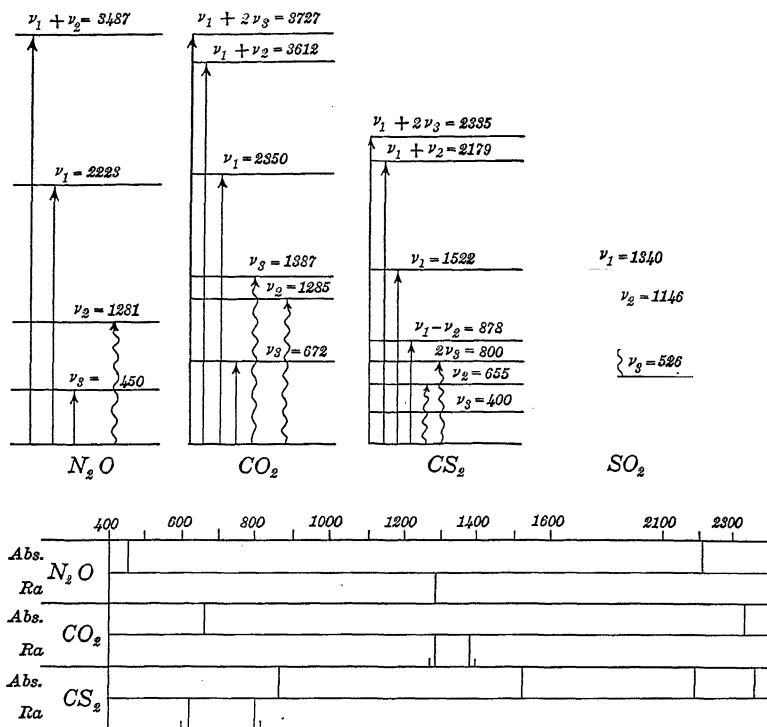 ν₁ + ν₂ = 3487
ν₁ = 2223
ν₂ = 1281
ν₃ = 450
N₂O
ν₁ + 2ν₃ = 3727
ν₁ + ν₂ = 3612
ν₁ = 2350
ν₃ = 1387
ν₂ = 1285
ν₃ = 672
CO₂
ν₁ + 2ν₃ = 2335
ν₁ + ν₂ = 2179
ν₁ = 1522
ν₁ − ν₂ = 878
2ν₃ = 800
ν₂ = 655
ν₃ = 400
CS₂
ν₁ = 1340
ν₂ = 1146
ν₃ = 526
SO₂
400 600 800 1000 1200 1400 1600 2100 2300
Abs.
N₂O
Ra
Abs.
CO₂
Ra
Abs.
CS₂
Ra